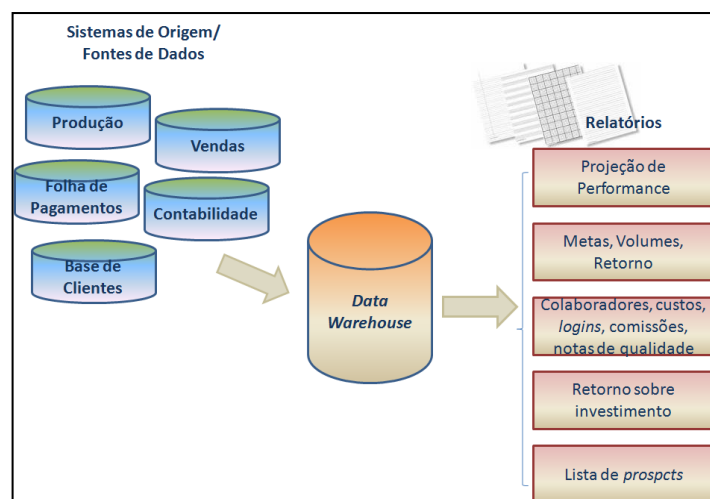 Sistemas de Origem/
Fontes de Dados
Produção
Vendas
Folha de
Pagamentos
Contabilidade
Base de
Clientes
Data
Warehouse
Relatórios
Projeção de
Performance
Metas, Volumes,
Retorno
Colaboradores, custos,
logins, comissões,
notas de qualidade
Retorno sobre
investimento
Lista de prospcts